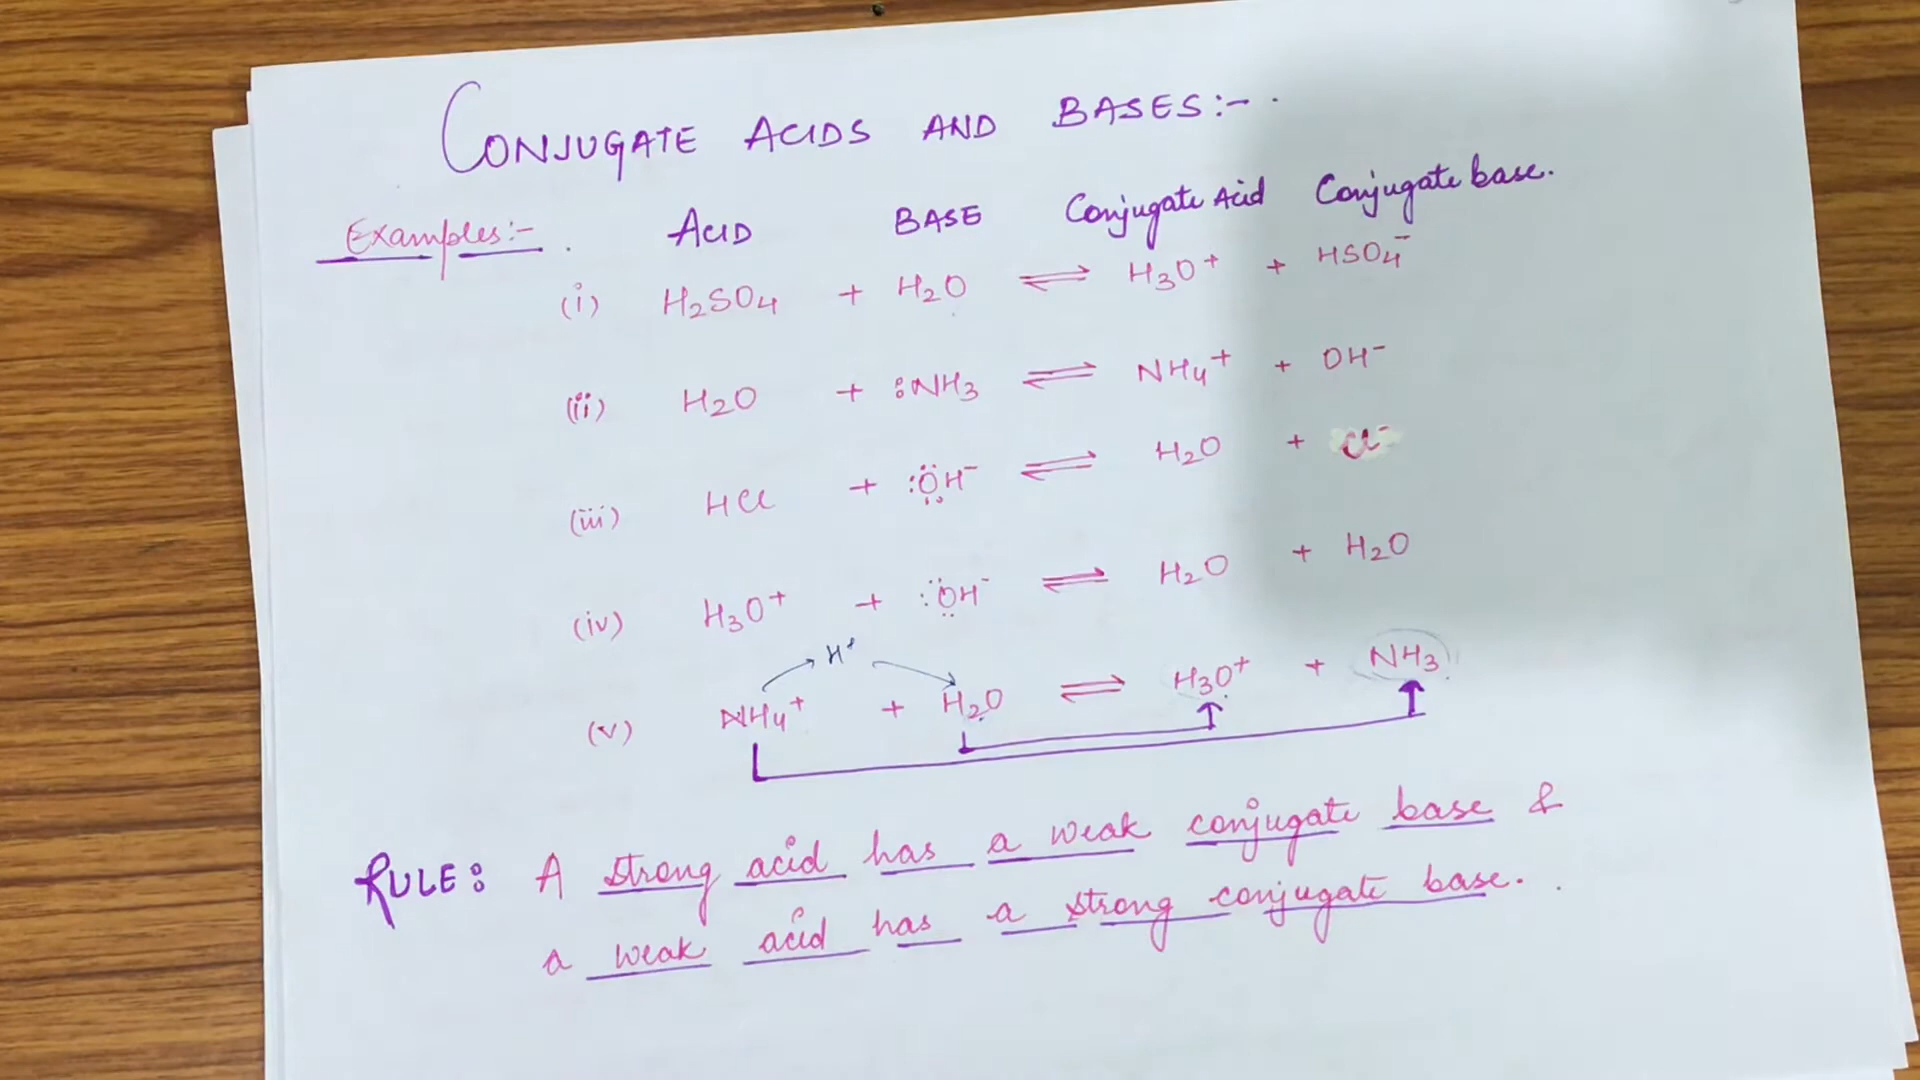 CONJUGATE ACIDS AND BASES:-
Examples:- ACID BASE Conjugate Acid Conjugate base.
(i) H2SO4 + H2O ⇌ H3O+ + HSO4-
(ii) H2O + :NH3 ⇌ NH4+ + OH-
(iii) HCl + :ÖH- ⇌ H2O + Cl-
(iv) H3O+ + :ÖH- ⇌ H2O + H2O
H+
(v) NH4+ + H2O ⇌ H3O+ + NH3
RULE: A strong acid has a weak conjugate base &
a weak acid has a strong conjugate base.